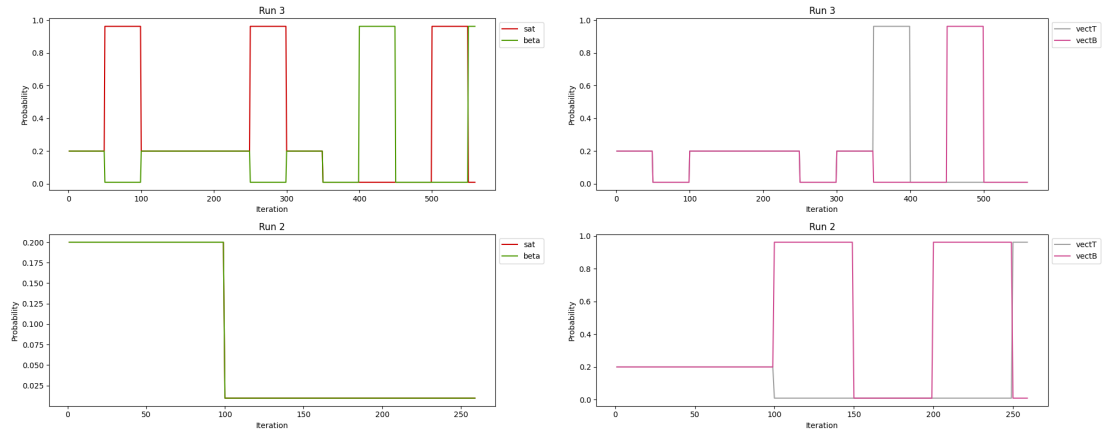 Run 3
1.0
0.8
0.6
0.4
0.2
0.0
Probability
0 100 200 300 400 500
Iteration
sat
beta
Run 3
1.0
0.8
0.6
0.4
0.2
0.0
Probability
0 100 200 300 400 500
Iteration
vectT
vectB
Run 2
0.200
0.175
0.150
0.125
0.100
0.075
0.050
0.025
Probability
0 50 100 150 200 250
Iteration
sat
beta
Run 2
1.0
0.8
0.6
0.4
0.2
0.0
Probability
0 50 100 150 200 250
Iteration
vectT
vectB